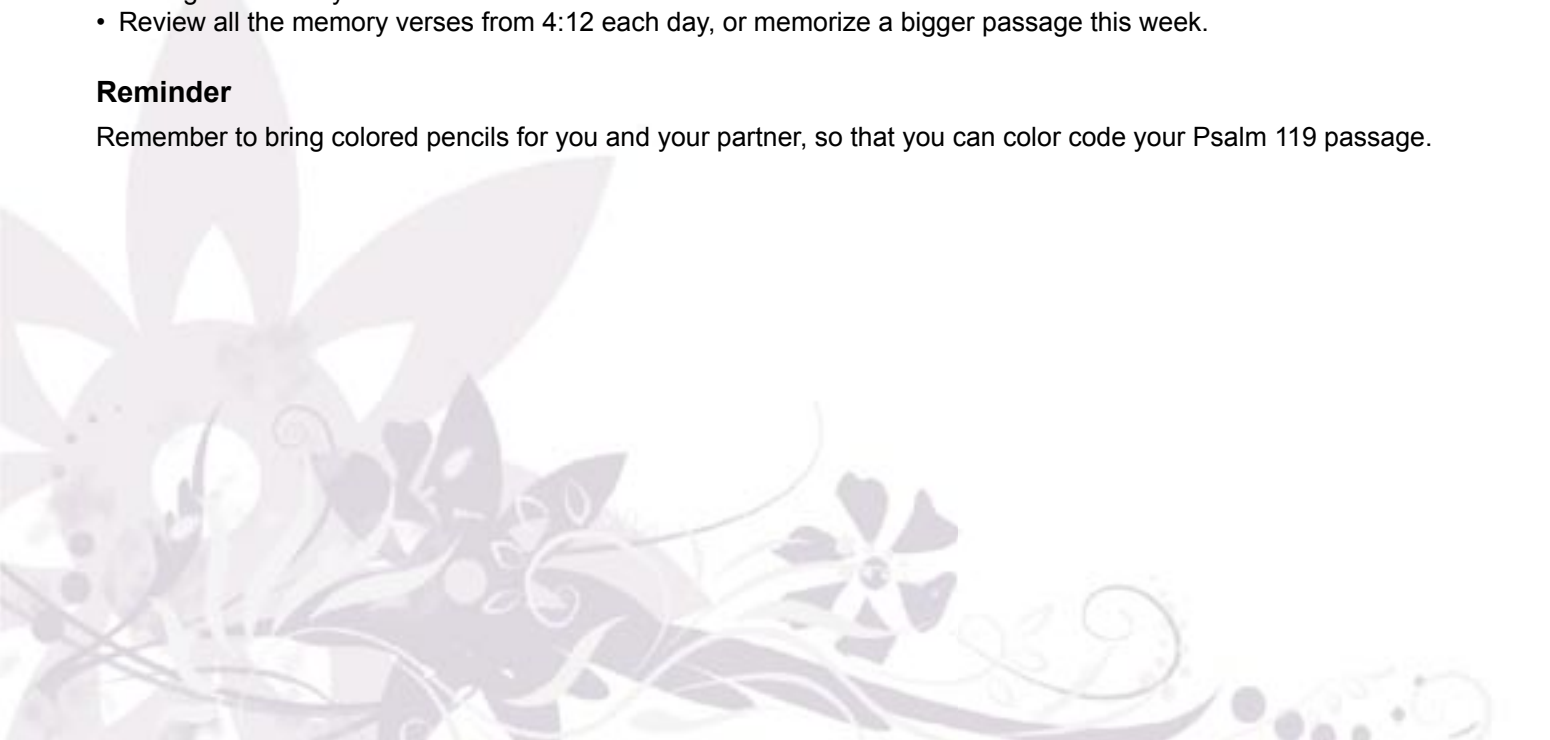 • Review all the memory verses from 4:12 each day, or memorize a bigger passage this week.
Reminder
Remember to bring colored pencils for you and your partner, so that you can color code your Psalm 119 passage.